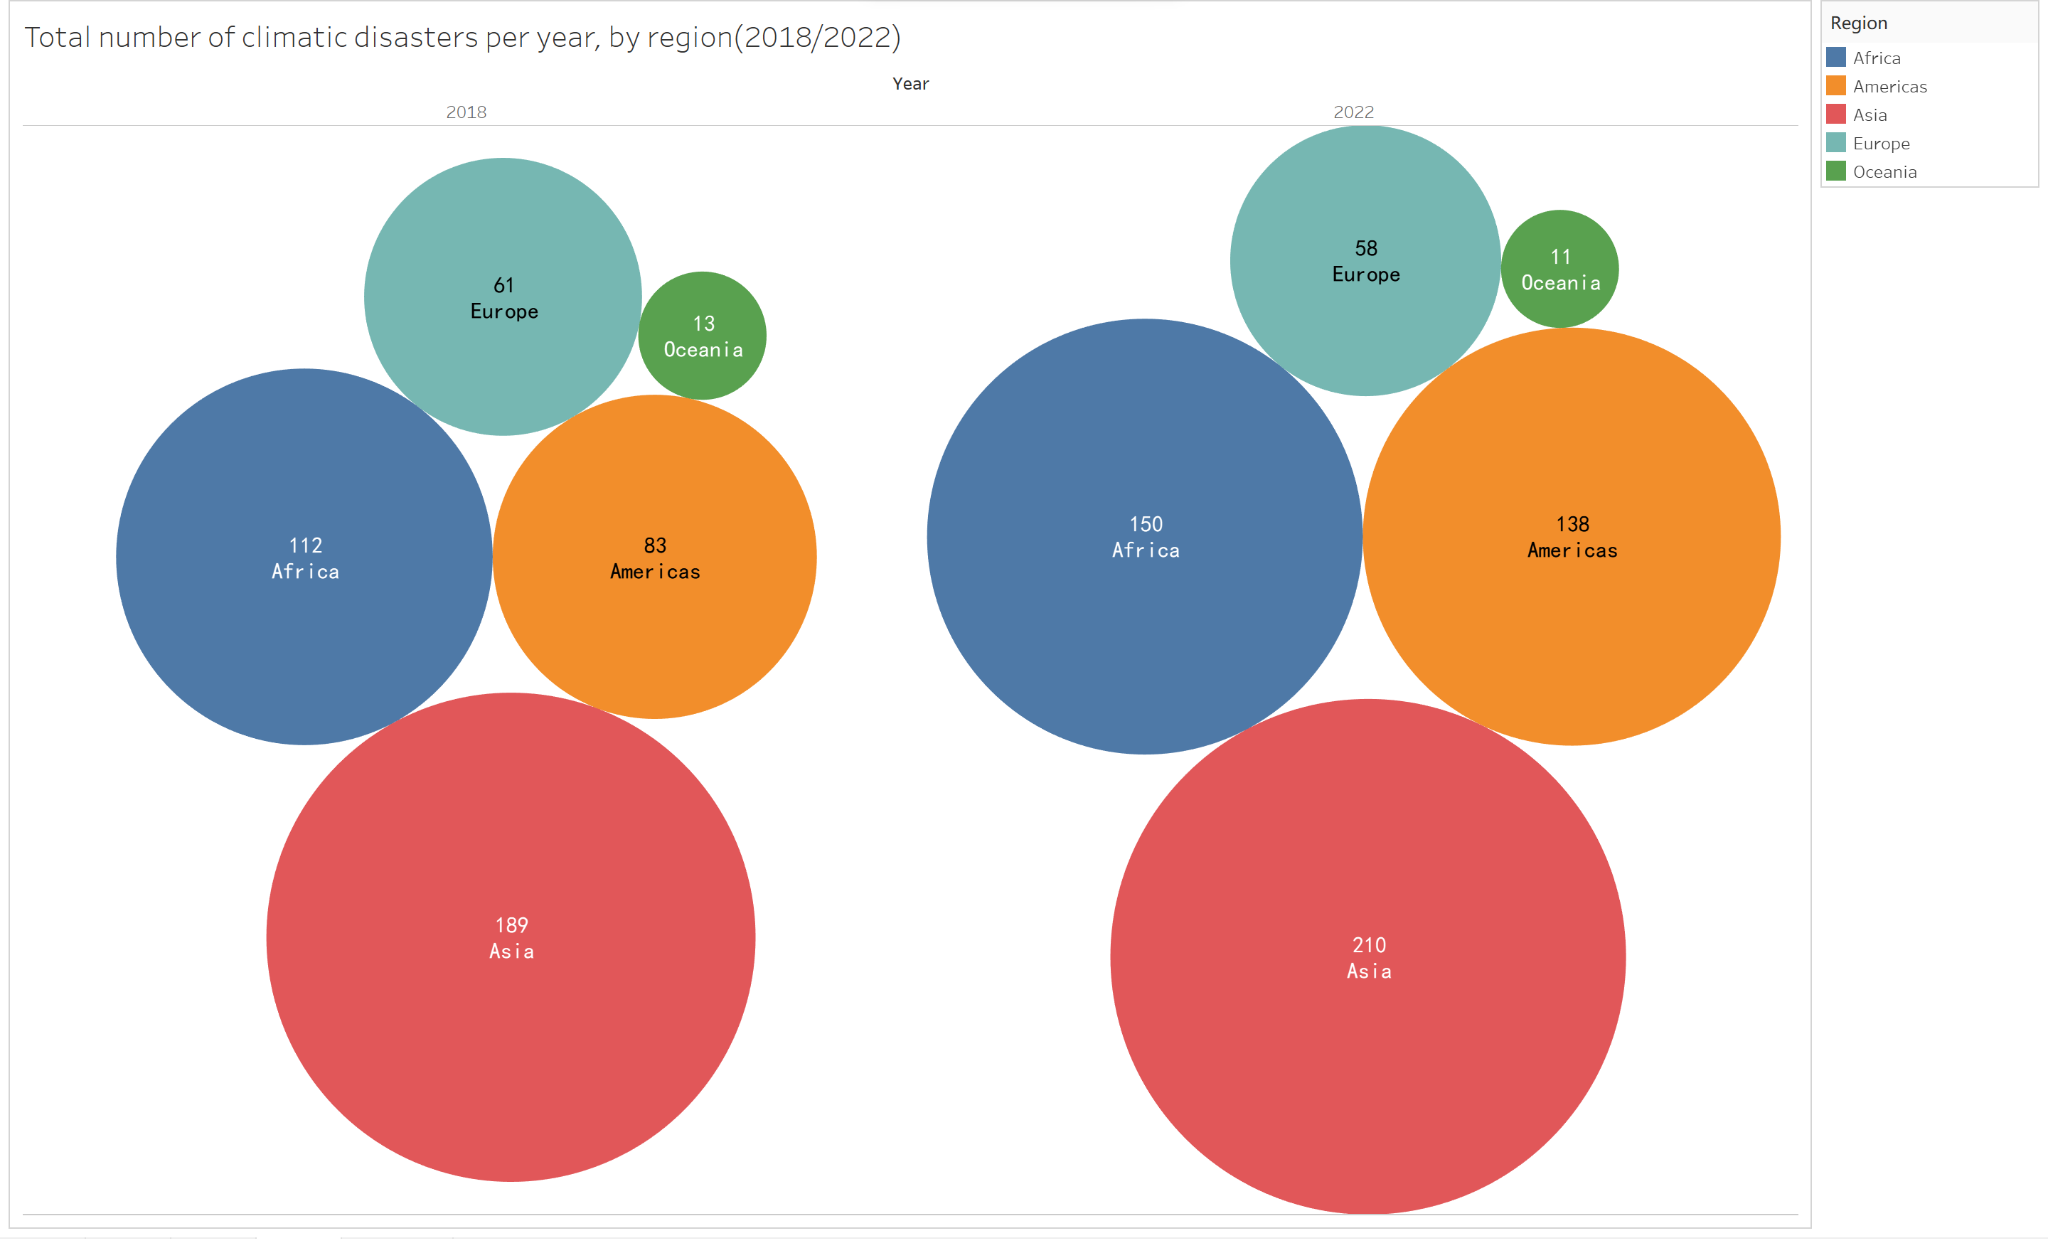 Total number of climatic disasters per year, by region(2018/2022)
Year
2018
2022
61
Europe
13
Oceania
112
Africa
83
Americas
189
Asia
58
Europe
11
Oceania
150
Africa
138
Americas
210
Asia
Region
Africa
Americas
Asia
Europe
Oceania